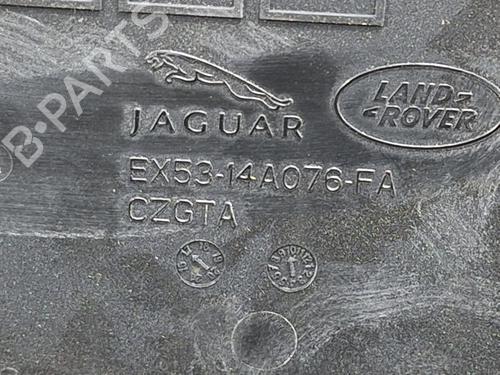 B-PARTS
JAGUAR
LAND
ROVER
EX53-14A076-FA
CZGTA